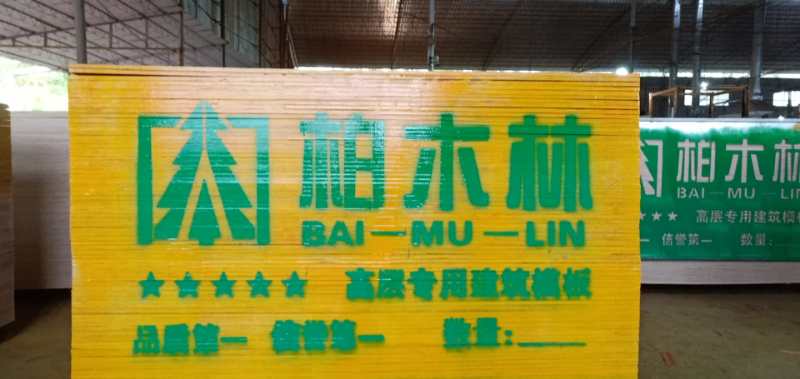 柏木林
BAI—MU—LIN
★★★★★ 高层专用建筑模板
品质第一 信誉第一 数量:____
柏木林
BAI—MU—LIN
★★★ 高层专用建筑模板
信誉第一 数量: